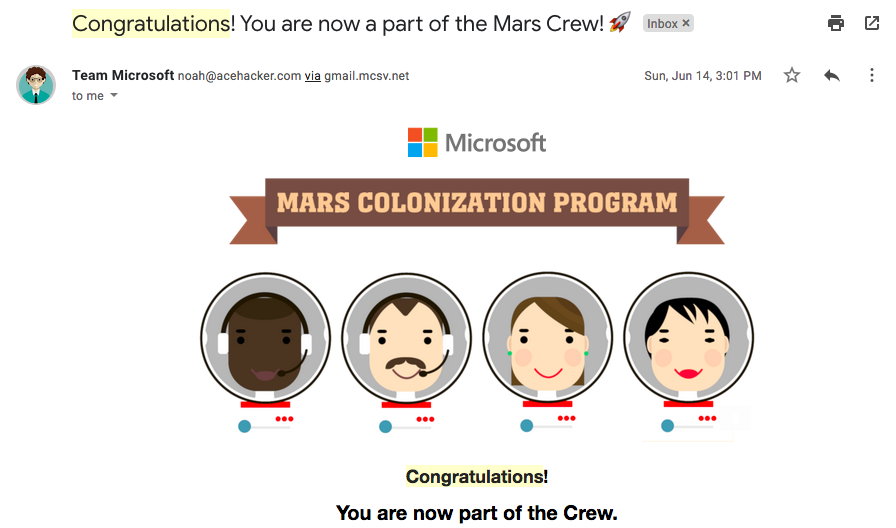 Congratulations! You are now a part of the Mars Crew! 🚀 Inbox ×
Team Microsoft noah@acehacker.com via gmail.mcsv.net Sun, Jun 14, 3:01 PM
to me
Microsoft
MARS COLONIZATION PROGRAM
Congratulations!
You are now part of the Crew.